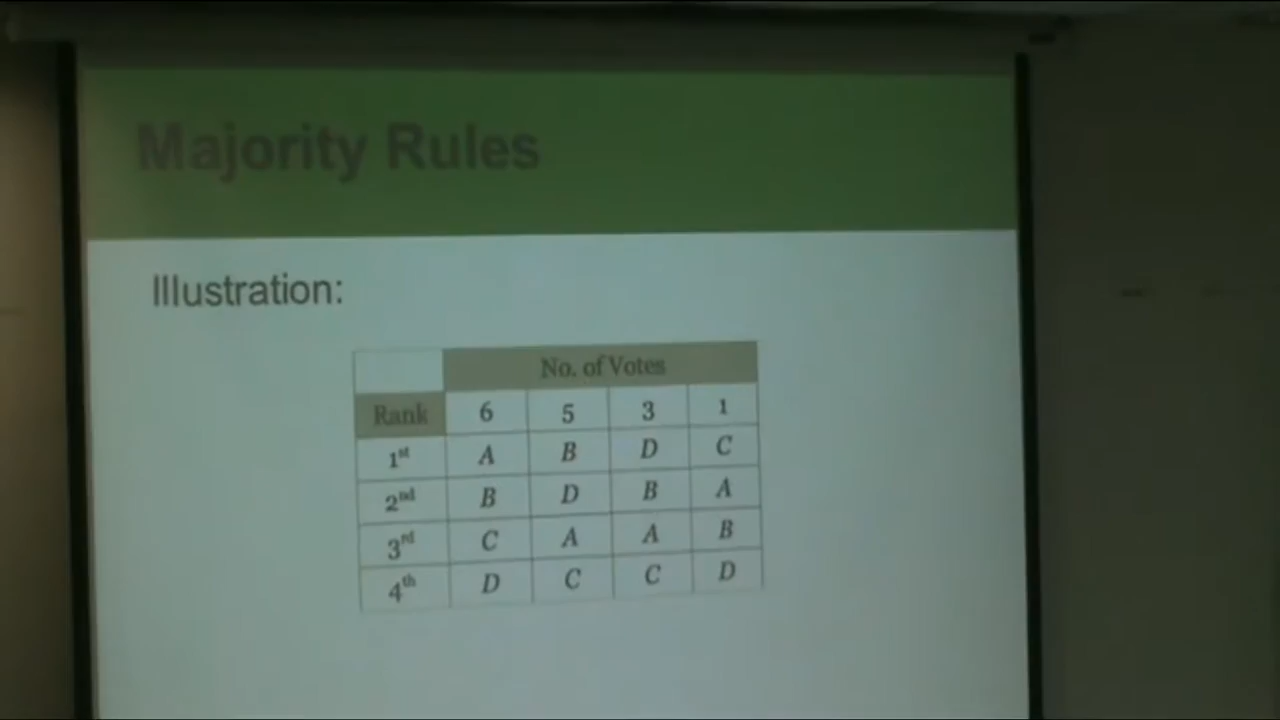 Majority Rules
Illustration:
No. of Votes
Rank 6 5 3 1
1st A B D C
2nd B D B A
3rd C A A B
4th D C C D